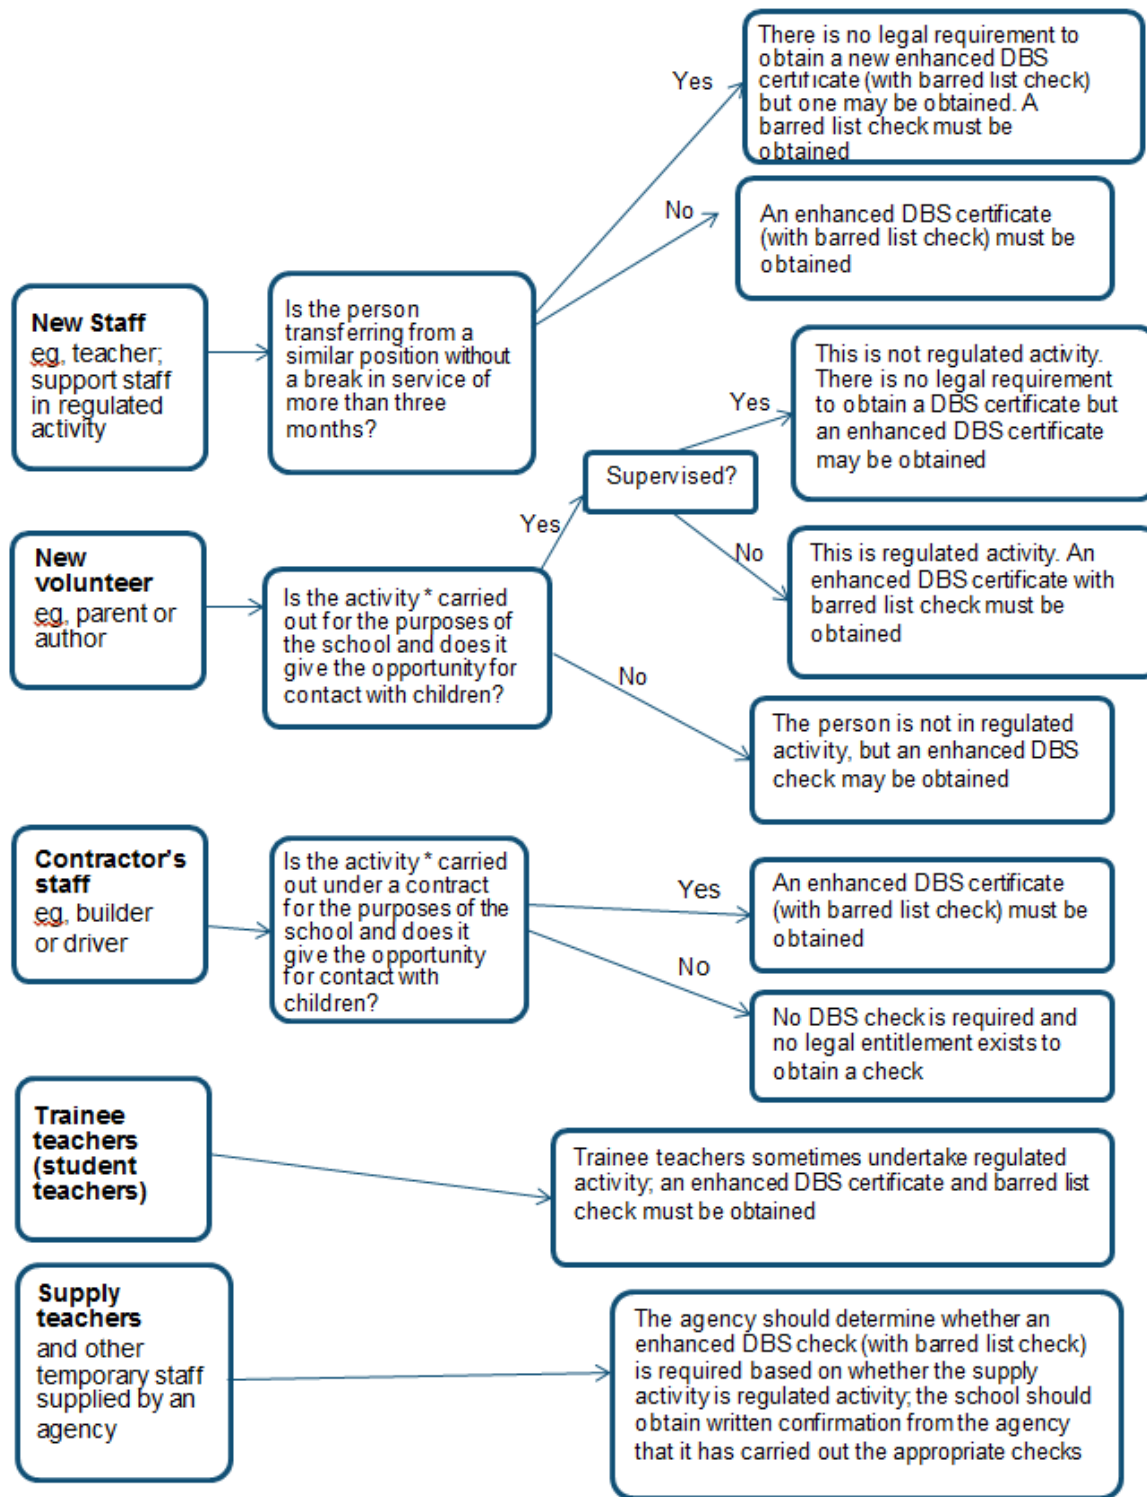 There is no legal requirement to
obtain a new enhanced DBS
certificate (with barred list check)
but one may be obtained. A
barred list check must be
obtained
Yes
No
An enhanced DBS certificate
(with barred list check) must be
obtained
New Staff
eg, teacher;
support staff
in regulated
activity
Is the person
transferring from a
similar position without
a break in service of
more than three
months?
This is not regulated activity.
There is no legal requirement
to obtain a DBS certificate but
an enhanced DBS certificate
may be obtained
Yes
Supervised?
Yes
No
This is regulated activity. An
enhanced DBS certificate with
barred list check must be
obtained
New
volunteer
eg, parent or
author
Is the activity * carried
out for the purposes of
the school and does it
give the opportunity for
contact with children?
No
The person is not in regulated
activity, but an enhanced DBS
check may be obtained
Contractor's
staff
eg, builder
or driver
Is the activity * carried
out under a contract
for the purposes of the
school and does it
give the opportunity
for contact with
children?
Yes
An enhanced DBS certificate
(with barred list check) must be
obtained
No
No DBS check is required and
no legal entitlement exists to
obtain a check
Trainee
teachers
(student
teachers)
Trainee teachers sometimes undertake regulated
activity; an enhanced DBS certificate and barred list
check must be obtained
Supply
teachers
and other
temporary staff
supplied by an
agency
The agency should determine whether an
enhanced DBS check (with barred list check)
is required based on whether the supply
activity is regulated activity; the school should
obtain written confirmation from the agency
that it has carried out the appropriate checks